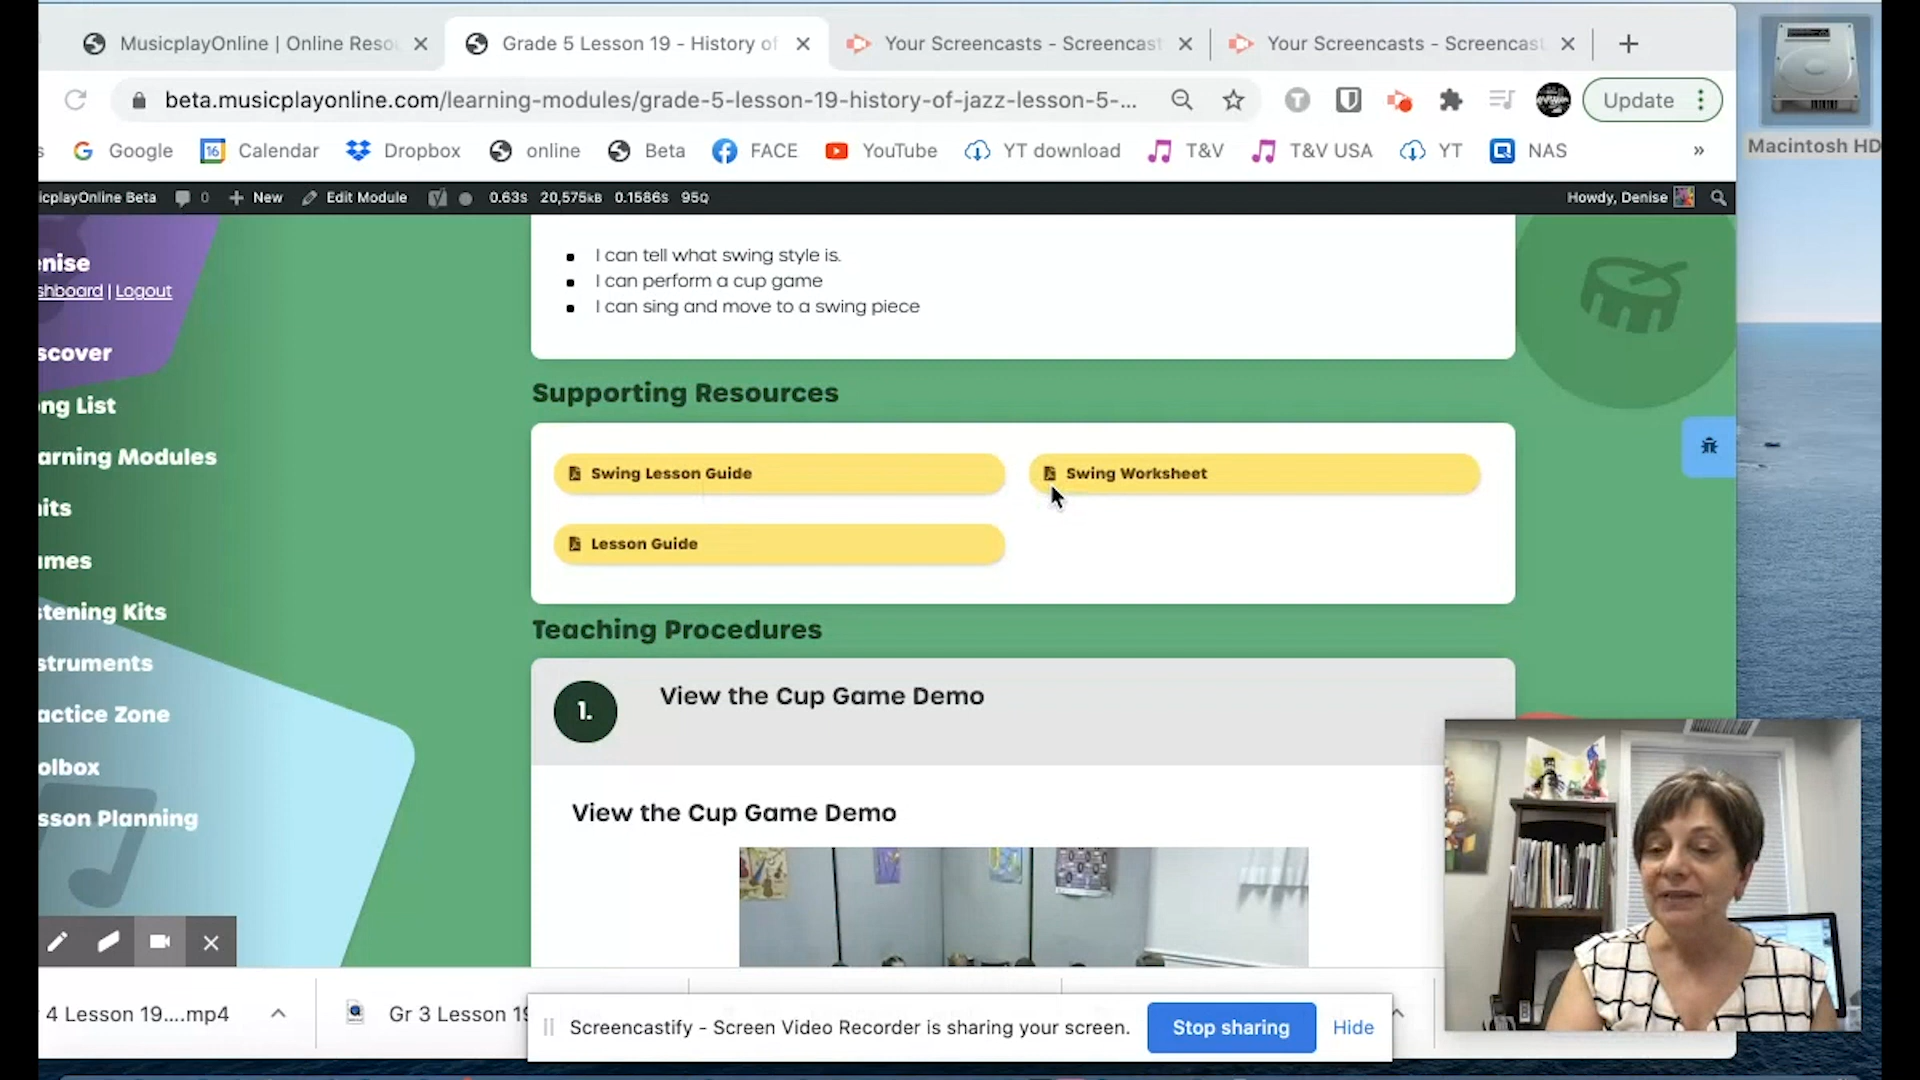 MusicplayOnline | Online Reso
Grade 5 Lesson 19 - History of
Your Screencasts - Screencast
Your Screencasts - Screencast
beta.musicplayonline.com/learning-modules/grade-5-lesson-19-history-of-jazz-lesson-5-...
Update
Macintosh HD
s
Google
16
Calendar
Dropbox
online
Beta
FACE
YouTube
YT download
T&V
T&V USA
YT
NAS
»
icplayOnline Beta
0
+ New
Edit Module
0.63s 20,575KB 0.1586s 95Q
Howdy, Denise
enise
shboard | Logout
scover
ng List
arning Modules
its
mes
stening Kits
struments
actice Zone
olbox
sson Planning
I can tell what swing style is.
I can perform a cup game
I can sing and move to a swing piece
Supporting Resources
Swing Lesson Guide
Swing Worksheet
Lesson Guide
Teaching Procedures
1.
View the Cup Game Demo
View the Cup Game Demo
4 Lesson 19....mp4
Gr 3 Lesson 19
Screencastify - Screen Video Recorder is sharing your screen.
Stop sharing
Hide